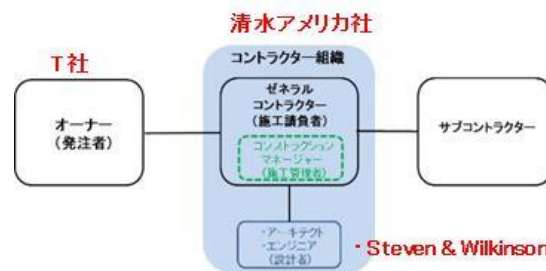 清水アメリカ社
T社
コントラクター組織
オーナー
(発注者)
ゼネラル
コントラクター
(施工請負者)
コンストラクション
マネージャー
(施工管理者)
サブコントラクター
・アーキテクト
・エンジニア
(設計者)
・Steven & Wilkinson